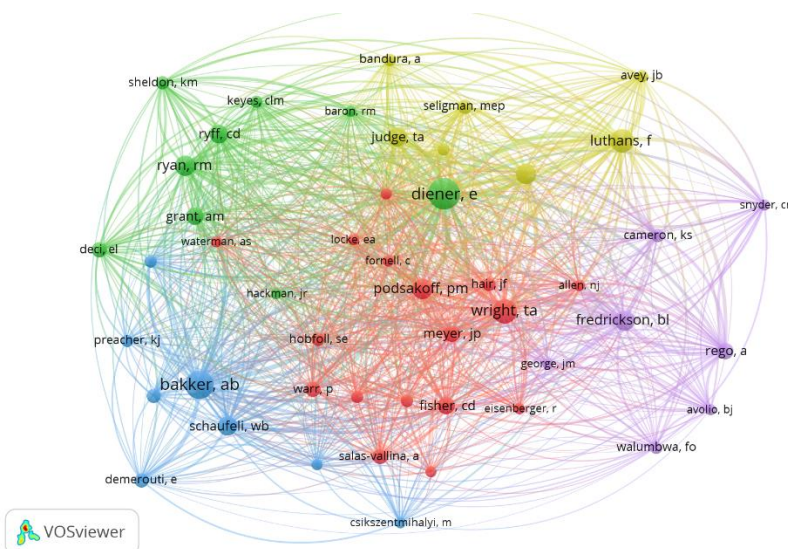 bandura, a
sheldon, km
avey, jb
keyes, clm
baron, rm
seligman, mep
ryff, cd
judge, ta
luthans, f
ryan, rm
diener, e
snyder, cr
grant, am
cameron, ks
waterman, as
locke, ea
deci, el
fornell, c
podsakoff, pm
hair, jf
allen, nj
hackman, jr
wright, ta
fredrickson, bl
preacher, kj
hobfoll, se
meyer, jp
rego, a
george, jm
bakker, ab
warr, p
fisher, cd
eisenberger, r
avolio, bj
schaufeli, wb
walumbwa, fo
salas-vallina, a
demerouti, e
csikszentmihalyi, m
VOSviewer